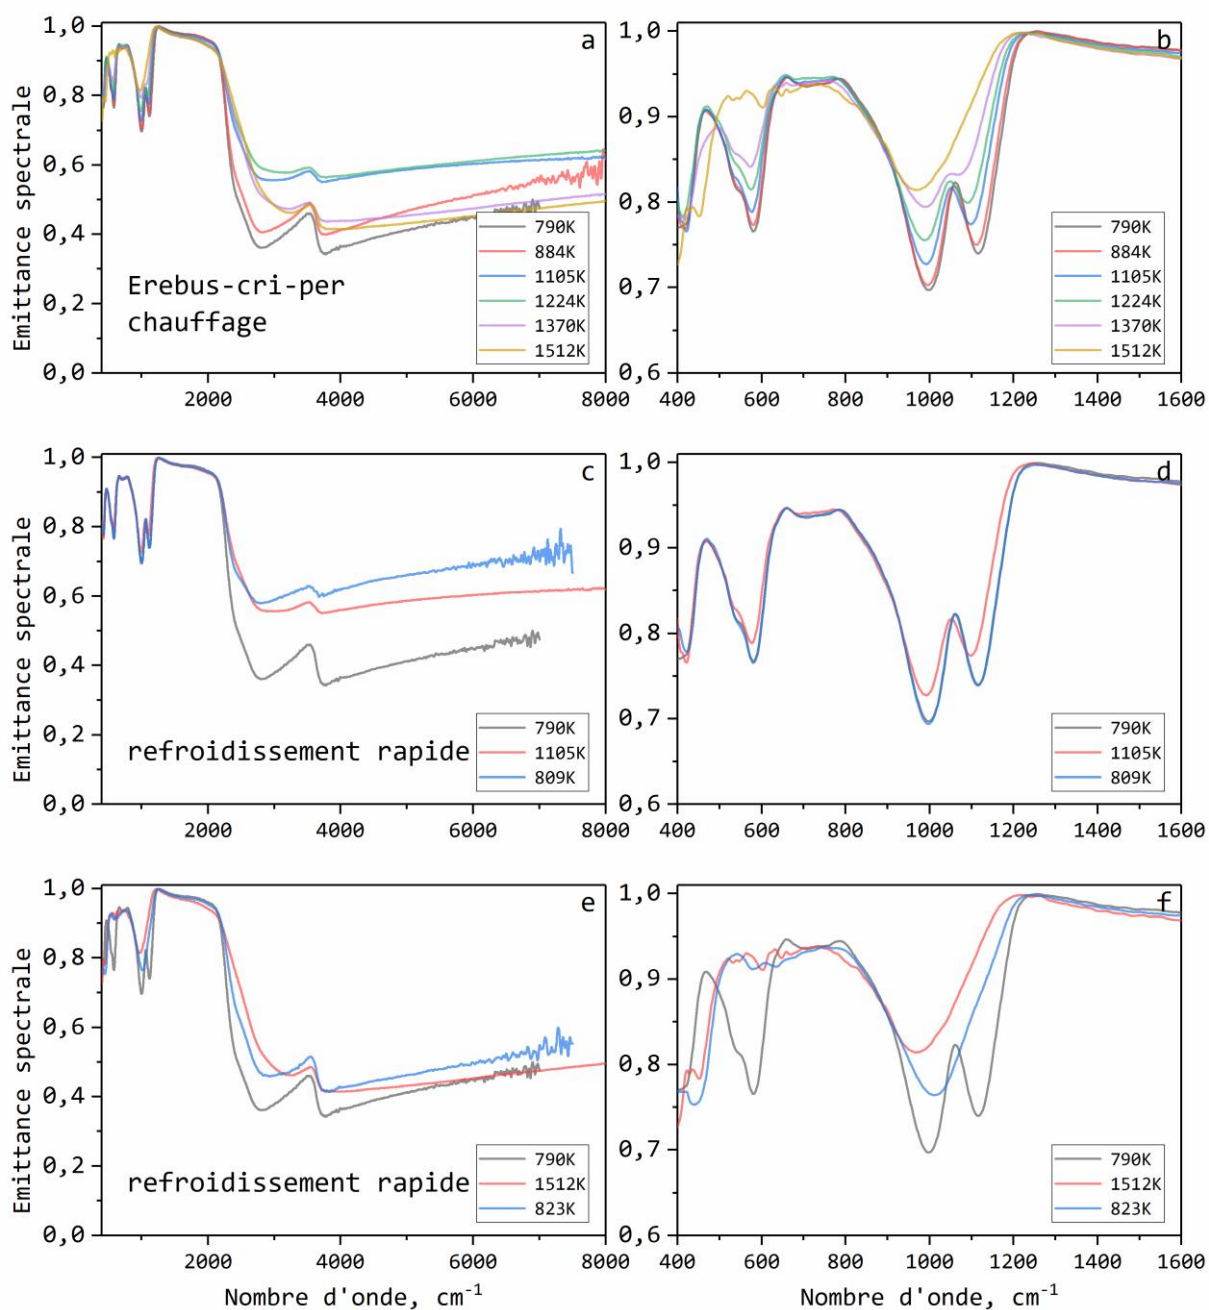 a
1,0
0,8
0,6
0,4
0,2
0,0
Emittance spectrale
Erebus-cri-per
chauffage
790K
884K
1105K
1224K
1370K
1512K
2000 4000 6000 8000
b
1,0
0,9
0,8
0,7
0,6
790K
884K
1105K
1224K
1370K
1512K
400 600 800 1000 1200 1400 1600
c
1,0
0,8
0,6
0,4
0,2
0,0
Emittance spectrale
refroidissement rapide
790K
1105K
809K
2000 4000 6000 8000
d
1,0
0,9
0,8
0,7
0,6
790K
1105K
809K
400 600 800 1000 1200 1400 1600
e
1,0
0,8
0,6
0,4
0,2
0,0
Emittance spectrale
refroidissement rapide
790K
1512K
823K
2000 4000 6000 8000
Nombre d'onde, cm⁻¹
f
1,0
0,9
0,8
0,7
0,6
790K
1512K
823K
400 600 800 1000 1200 1400 1600
Nombre d'onde, cm⁻¹